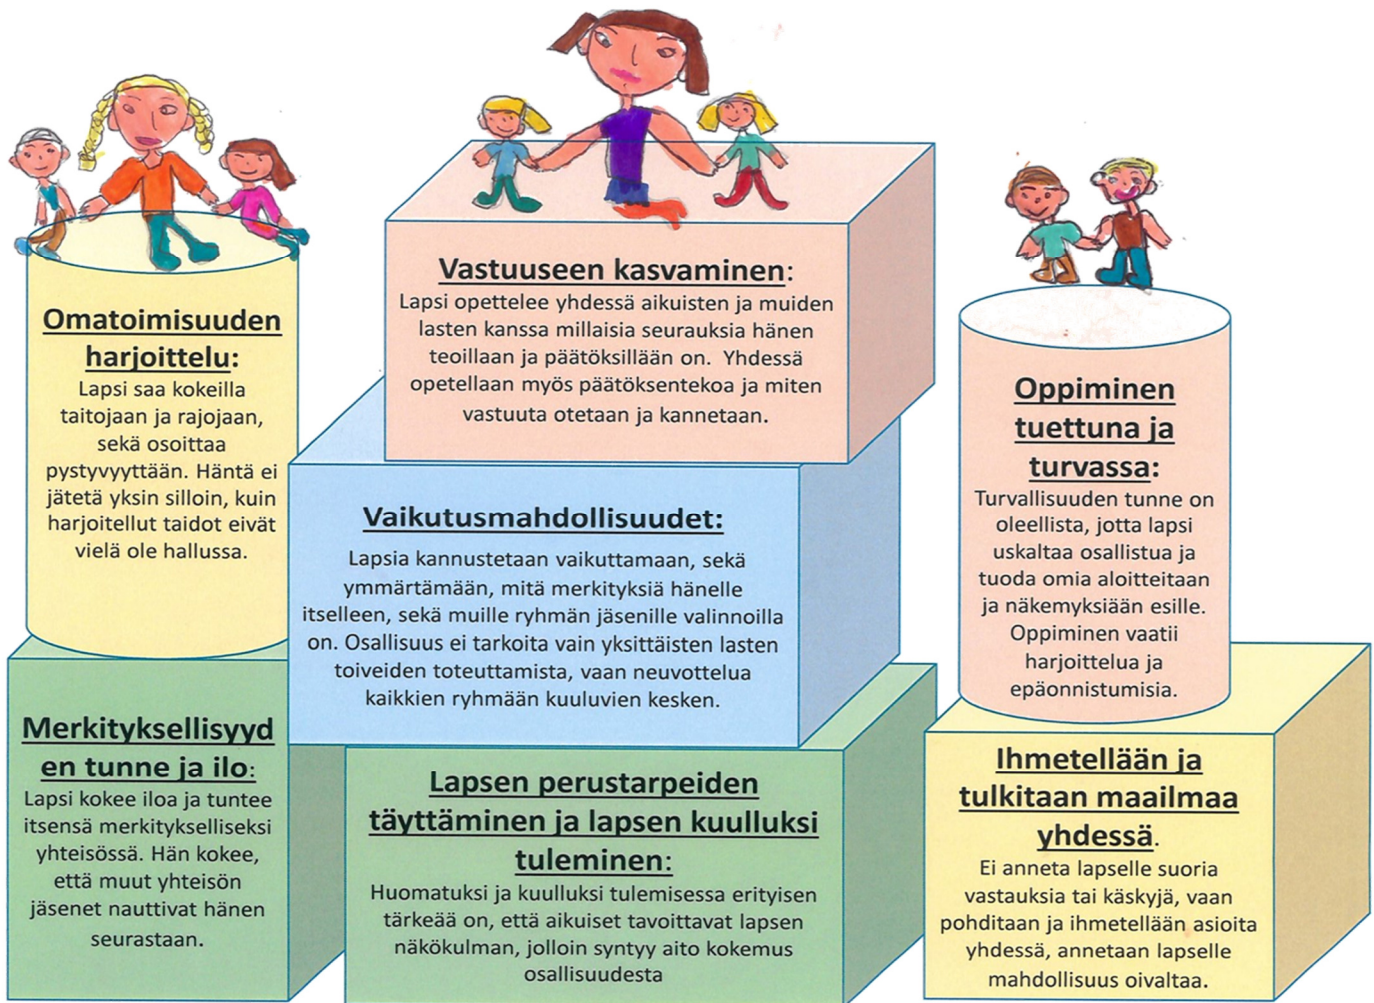 Omatoimisuuden
harjoittelu:
Lapsi saa kokeilla
taitojaan ja rajojaan,
sekä osoittaa
pystyvyyttään. Häntä ei
jätetä yksin silloin, kuin
harjoitellut taidot eivät
vielä ole hallussa.
Vastuuseen kasvaminen:
Lapsi opettelee yhdessä aikuisten ja muiden
lasten kanssa millaisia seurauksia hänen
teoillaan ja päätöksillään on. Yhdessä
opetellaan myös päätöksentekoa ja miten
vastuuta otetaan ja kannetaan.
Oppiminen
tuettuna ja
turvassa:
Turvallisuuden tunne on
oleellista, jotta lapsi
uskaltaa osallistua ja
tuoda omia aloitteitaan
ja näkemyksiään esille.
Oppiminen vaatii
harjoittelua ja
epäonnistumisia.
Vaikutusmahdollisuudet:
Lapsia kannustetaan vaikuttamaan, sekä
ymmärtämään, mitä merkityksiä hänelle
itselleen, sekä muille ryhmän jäsenille valinnoilla
on. Osallisuus ei tarkoita vain yksittäisten lasten
toiveiden toteuttamista, vaan neuvottelua
kaikkien ryhmään kuuluvien kesken.
Merkityksellisyyd
en tunne ja ilo:
Lapsi kokee iloa ja tuntee
itsensä merkitykselliseksi
yhteisössä. Hän kokee,
että muut yhteisön
jäsenet nauttivat hänen
seurastaan.
Lapsen perustarpeiden
täyttäminen ja lapsen kuulluksi
tuleminen:
Huomatuksi ja kuulluksi tulemisessa erityisen
tärkeää on, että aikuiset tavoittavat lapsen
näkökulman, jolloin syntyy aito kokemus
osallisuudesta
Ihmetellään ja
tulkitaan maailmaa
yhdessä.
Ei anneta lapselle suoria
vastauksia tai käskyjä, vaan
pohditaan ja ihmetellään asioita
yhdessä, annetaan lapselle
mahdollisuus oivaltaa.